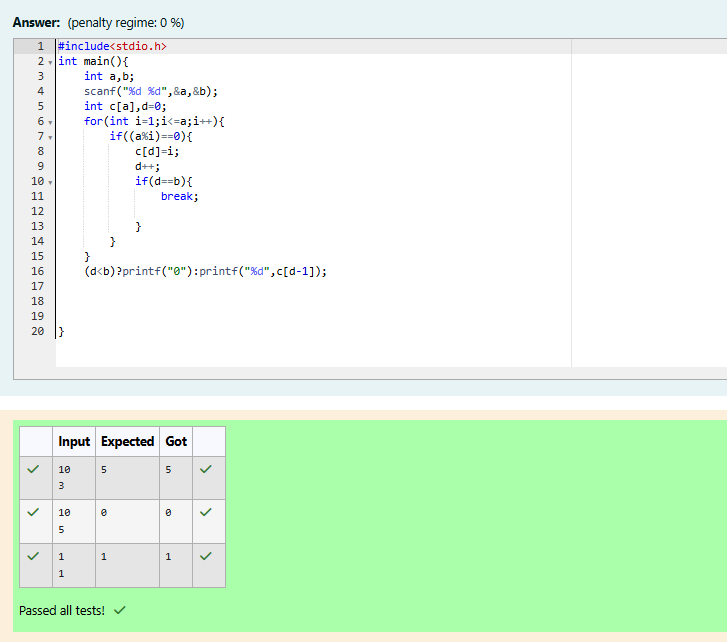 Answer: (penalty regime: 0 %)
1 #include<stdio.h>
2 int main(){
3 int a,b;
4 scanf("%d %d",&a,&b);
5 int c[a],d=0;
6 for(int i=1;i<=a;i++){
7 if((a%i)==0){
8 c[d]=i;
9 d++;
10 if(d==b){
11 break;
12
13 }
14 }
15 }
16 (d<b)?printf("0"):printf("%d",c[d-1]);
17
18
19
20 }
Input Expected Got
10 5 5
3
10 0 0
5
1 1 1
1
Passed all tests!